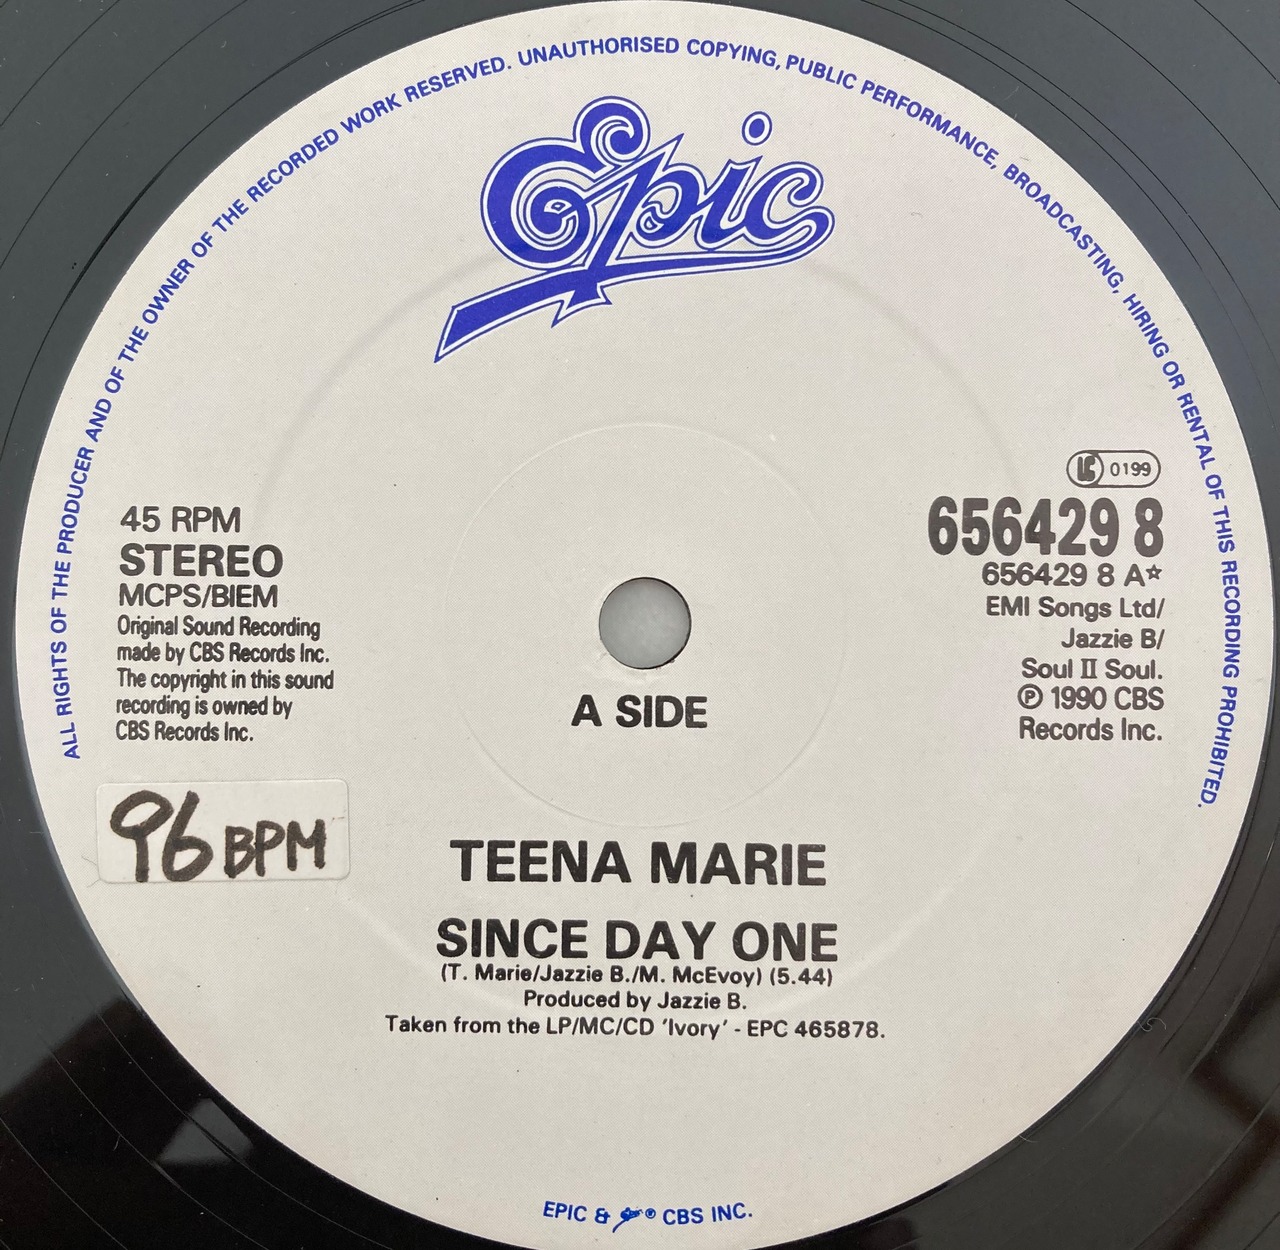 ALL RIGHTS OF THE PRODUCER AND OF THE OWNER OF THE RECORDED WORK RESERVED. UNAUTHORISED COPYING, PUBLIC PERFORMANCE, BROADCASTING, HIRING OR RENTAL OF THIS RECORDING PROHIBITED.
Epic
LC 0199
45 RPM
STEREO
MCPS/BIEM
Original Sound Recording
made by CBS Records Inc.
The copyright in this sound
recording is owned by
CBS Records Inc.
656429 8
656429 8 A☆
EMI Songs Ltd/
Jazzie B/
Soul II Soul.
℗ 1990 CBS
Records Inc.
A SIDE
96 BPM
TEENA MARIE
SINCE DAY ONE
(T. Marie/Jazzie B./M. McEvoy) (5.44)
Produced by Jazzie B.
Taken from the LP/MC/CD 'Ivory' - EPC 465878.
EPIC & ® CBS INC.